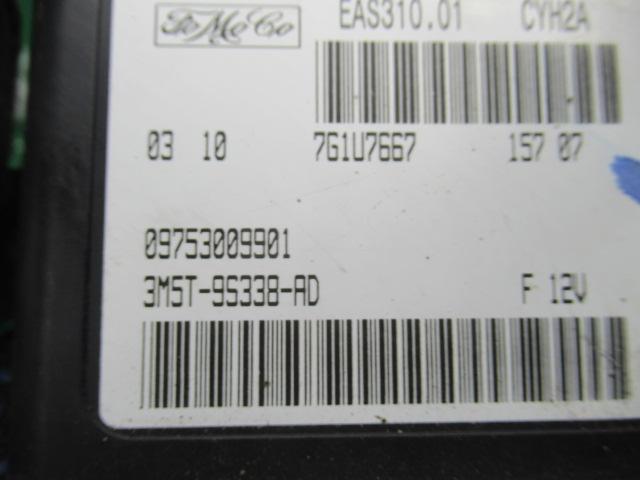 FoMoCo EAS310.01 CYH2A
03 10 7G1U7667 157 07
09753009901
3M5T-9S338-AD F 12V